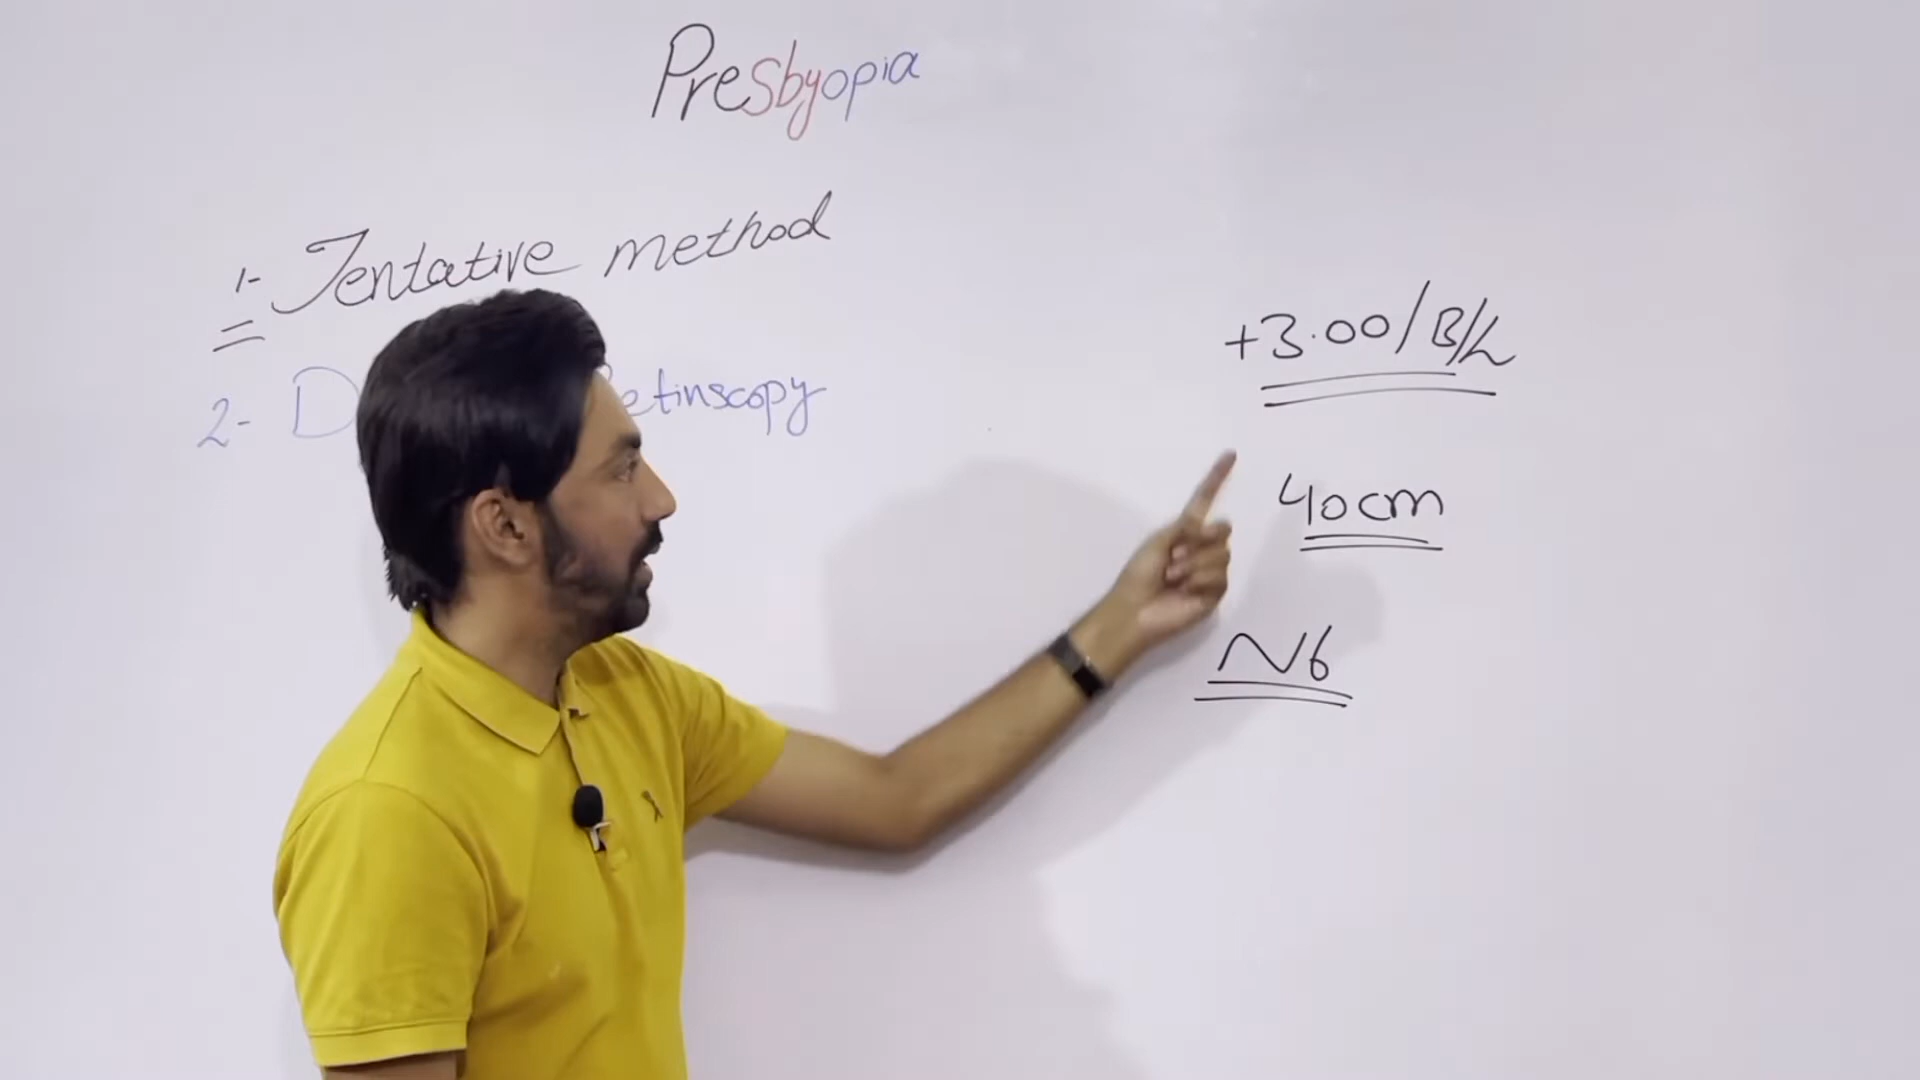 Presbyopia
1- Tentative method
2- D etinscopy
+3.00/B/L
40cm
N6